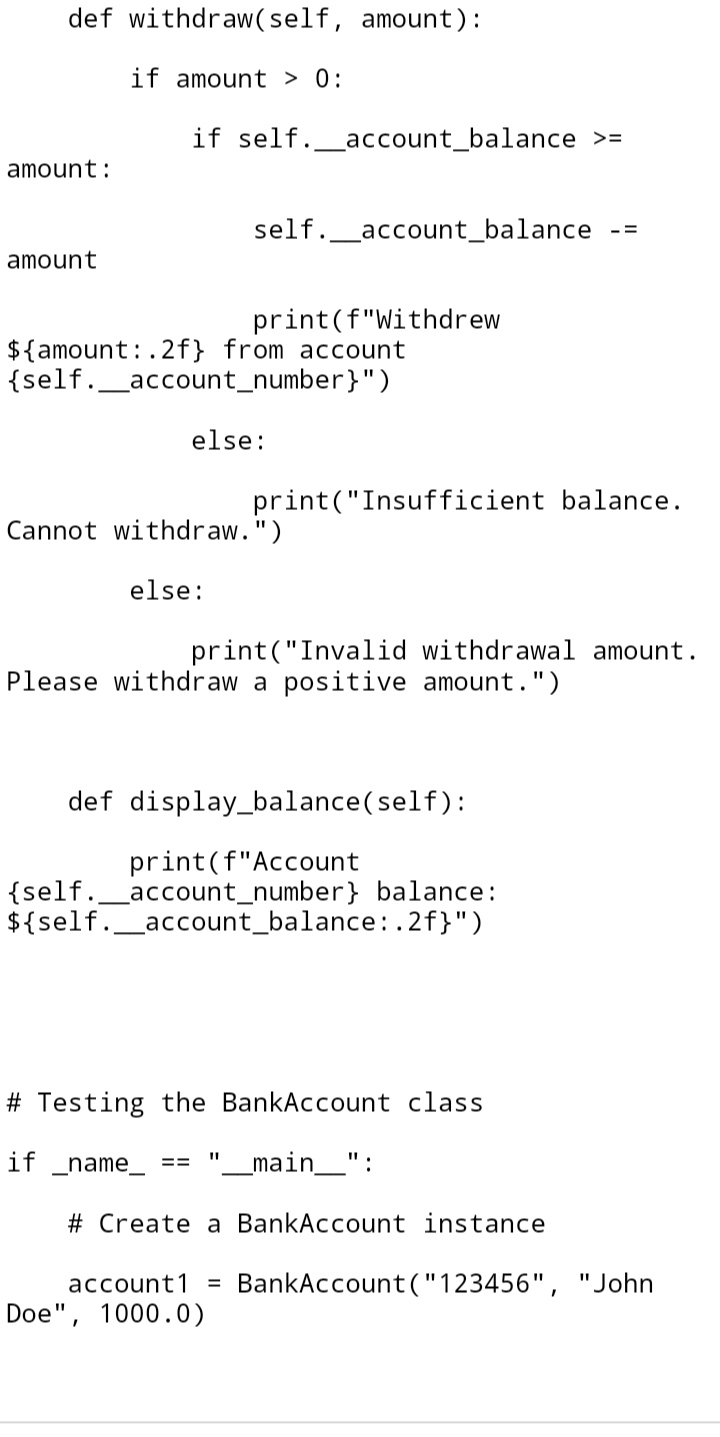 def withdraw(self, amount):
        if amount > 0:
            if self.__account_balance >=
amount:
                self.__account_balance -=
amount
                print(f"Withdrew
${amount:.2f} from account
{self.__account_number}")
            else:
                print("Insufficient balance.
Cannot withdraw.")
        else:
            print("Invalid withdrawal amount.
Please withdraw a positive amount.")
    def display_balance(self):
        print(f"Account
{self.__account_number} balance:
${self.__account_balance:.2f}")
# Testing the BankAccount class
if _name_ == "__main__":
    # Create a BankAccount instance
    account1 = BankAccount("123456", "John
Doe", 1000.0)